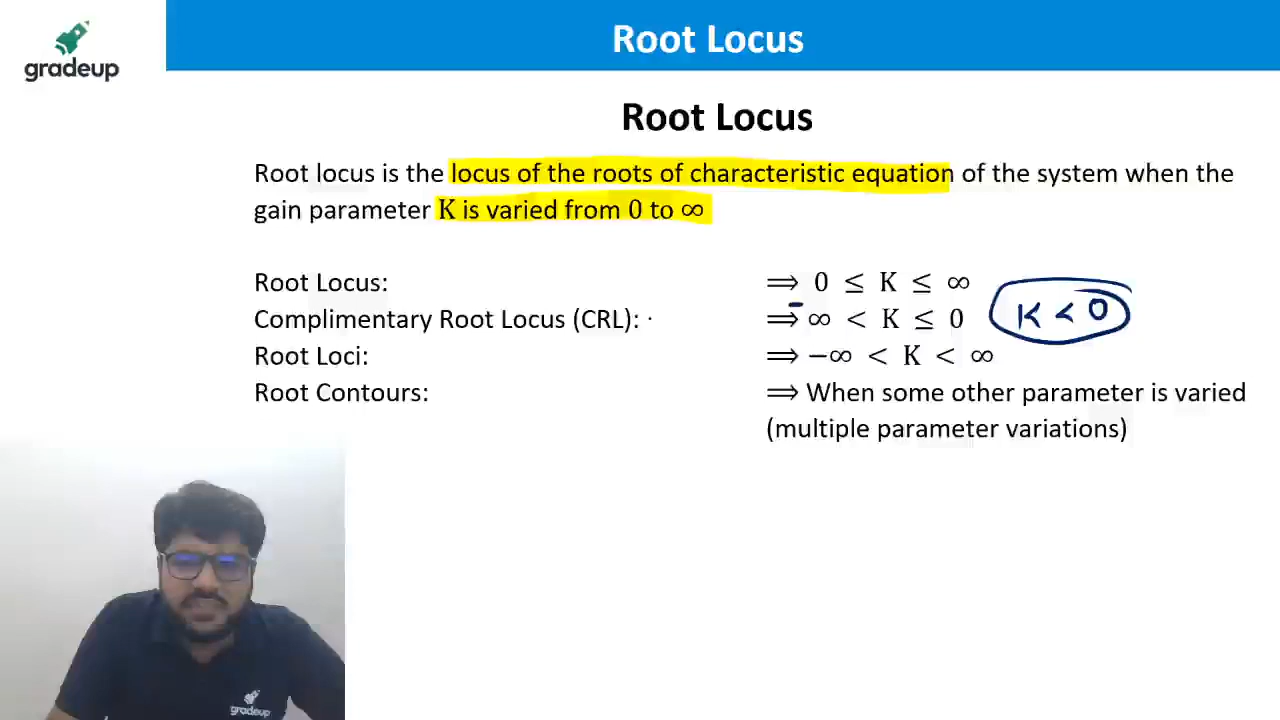 Root Locus
gradeup
Root Locus
Root locus is the locus of the roots of characteristic equation of the system when the
gain parameter K is varied from 0 to ∞
Root Locus: ⟹ 0 ≤ K ≤ ∞
Complimentary Root Locus (CRL): ⟹ -∞ < K ≤ 0 K < 0
Root Loci: ⟹ −∞ < K < ∞
Root Contours: ⟹ When some other parameter is varied
(multiple parameter variations)
gradeup